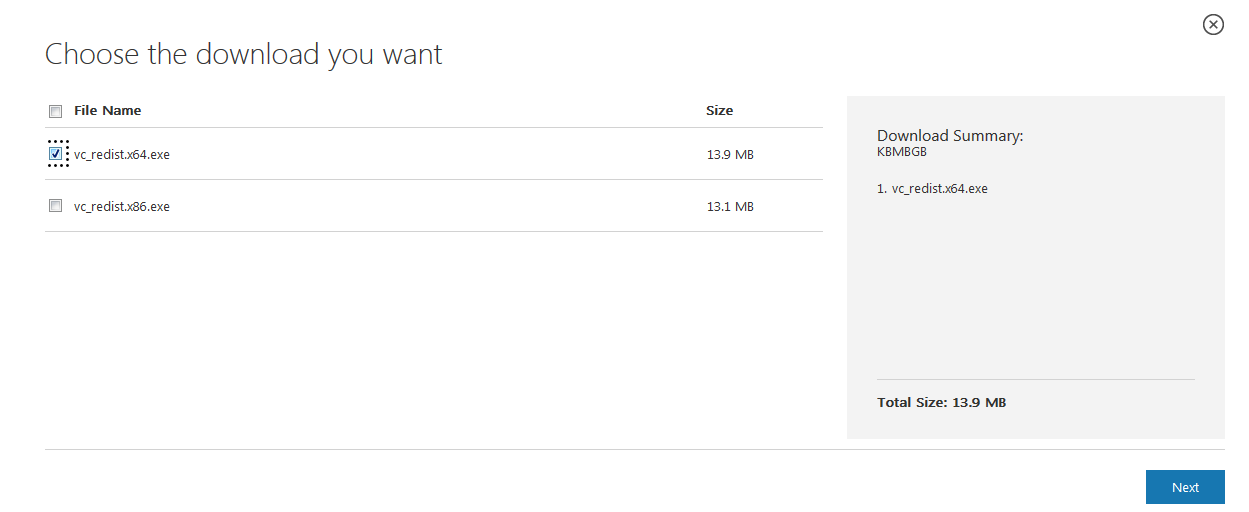 Choose the download you want
File Name Size
vc_redist.x64.exe 13.9 MB
vc_redist.x86.exe 13.1 MB
Download Summary:
KBMBGB
1. vc_redist.x64.exe
Total Size: 13.9 MB
Next